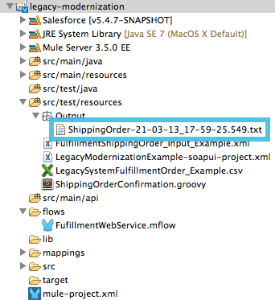 legacy-modernization
Salesforce [v5.4.7-SNAPSHOT]
JRE System Library [Java SE 7 (MacOS X Default)]
Mule Server 3.5.0 EE
src/main/java
src/main/resources
src/test/java
src/test/resources
Output
ShippingOrder-21-03-13_17-59-25.549.txt
FulfillmentShippingOrder_Input_Example.xml
LegacyModernizationExample-soapui-project.xml
LegacySystemFulfillmentOrder_Example.csv
ShippingOrderConfirmation.groovy
src/main/api
flows
FulfillmentWebService.mflow
lib
mappings
src
target
mule-project.xml